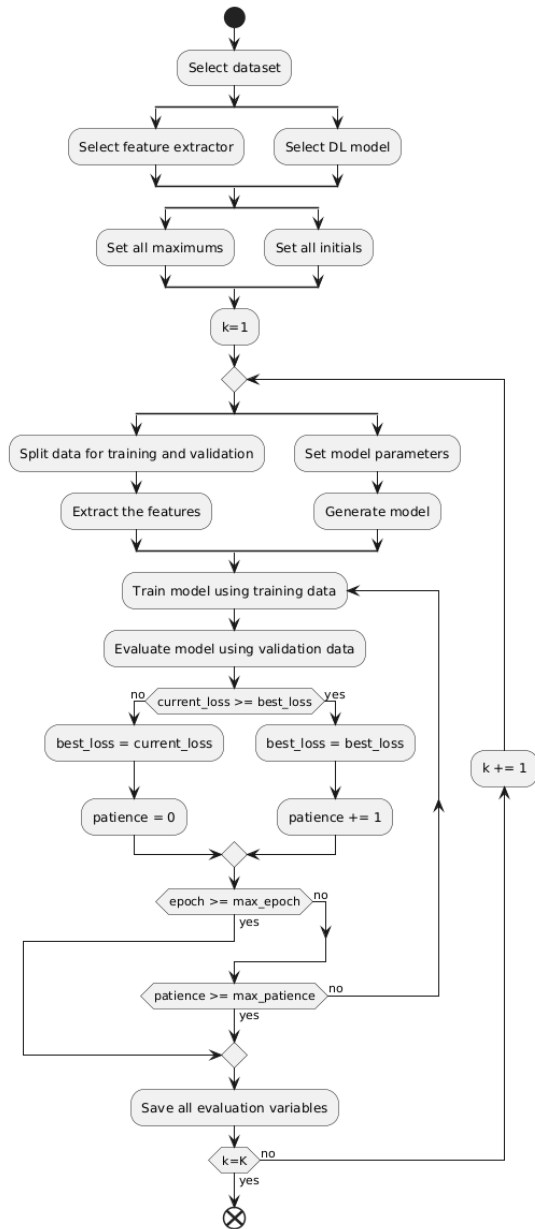 Select dataset
Select feature extractor
Select DL model
Set all maximums
Set all initials
k=1
Split data for training and validation
Set model parameters
Extract the features
Generate model
Train model using training data
Evaluate model using validation data
no
current_loss >= best_loss
yes
best_loss = current_loss
best_loss = best_loss
k += 1
patience = 0
patience += 1
epoch >= max_epoch
no
yes
patience >= max_patience
no
yes
Save all evaluation variables
k=K
no
yes